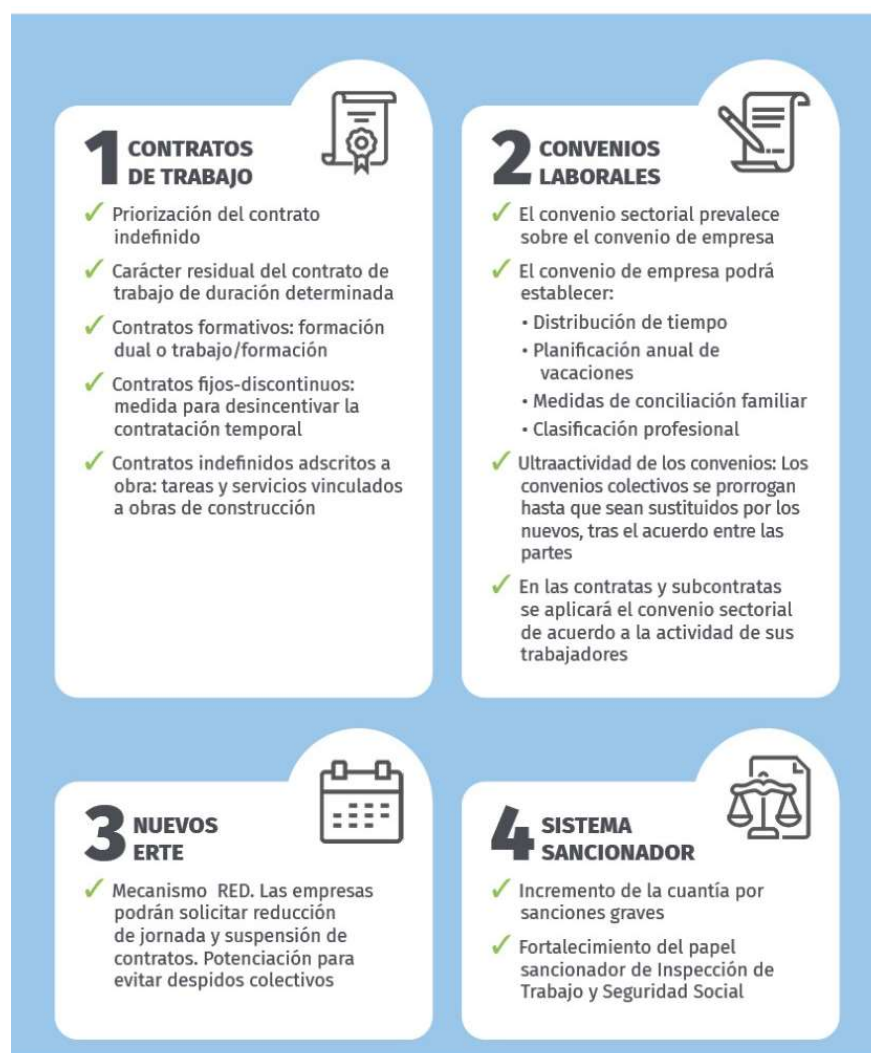 1 CONTRATOS
DE TRABAJO
✓ Priorización del contrato
indefinido
✓ Carácter residual del contrato de
trabajo de duración determinada
✓ Contratos formativos: formación
dual o trabajo/formación
✓ Contratos fijos-discontinuos:
medida para desincentivar la
contratación temporal
✓ Contratos indefinidos adscritos a
obra: tareas y servicios vinculados
a obras de construcción
2 CONVENIOS
LABORALES
✓ El convenio sectorial prevalece
sobre el convenio de empresa
✓ El convenio de empresa podrá
establecer:
• Distribución de tiempo
• Planificación anual de
vacaciones
• Medidas de conciliación familiar
• Clasificación profesional
✓ Ultraactividad de los convenios: Los
convenios colectivos se prorrogan
hasta que sean sustituidos por los
nuevos, tras el acuerdo entre las
partes
✓ En las contratas y subcontratas
se aplicará el convenio sectorial
de acuerdo a la actividad de sus
trabajadores
3 NUEVOS
ERTE
✓ Mecanismo RED. Las empresas
podrán solicitar reducción
de jornada y suspensión de
contratos. Potenciación para
evitar despidos colectivos
4 SISTEMA
SANCIONADOR
✓ Incremento de la cuantía por
sanciones graves
✓ Fortalecimiento del papel
sancionador de Inspección de
Trabajo y Seguridad Social